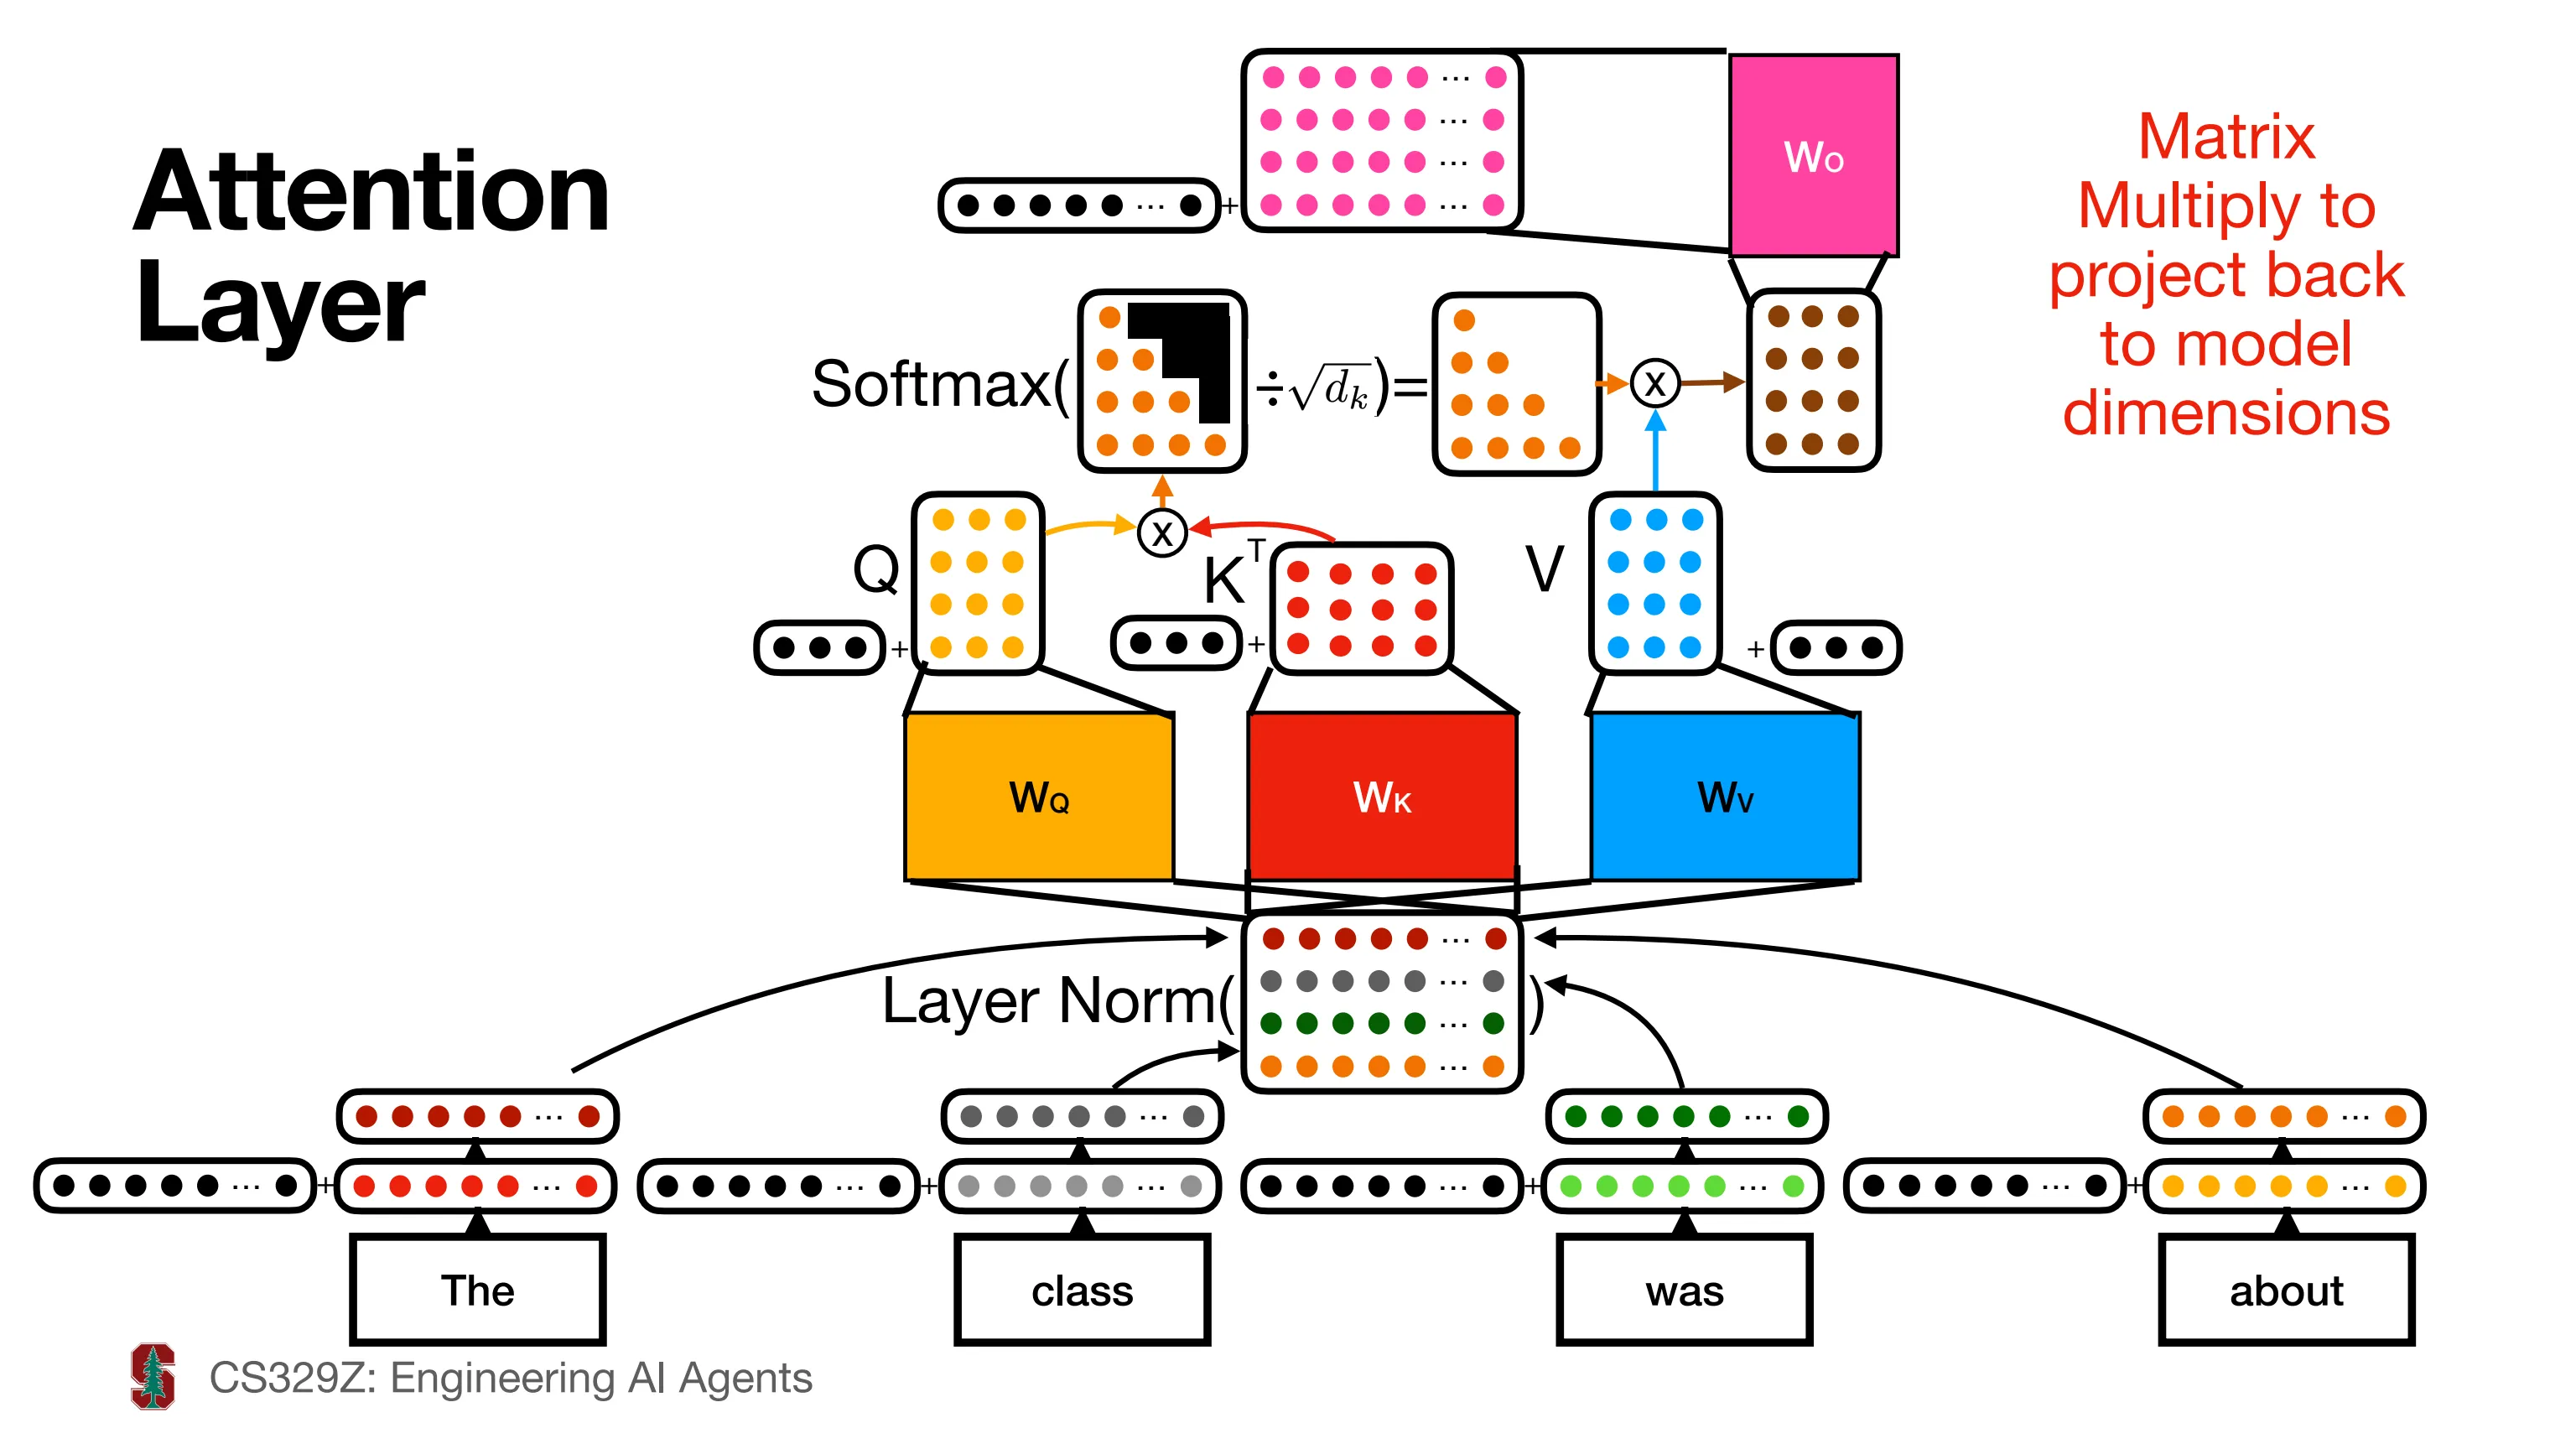 Attention
Layer
Matrix
Multiply to
project back
to model
dimensions
... 
...
...
... +
...
WO
Softmax( ÷√dk)= X
Q X K^T V
+ + +
WQ WK WV
...
Layer Norm( ... )
...
...
... ... ... ...
... + ... ... + ... ... + ... ... + ...
The class was about
S CS329Z: Engineering AI Agents